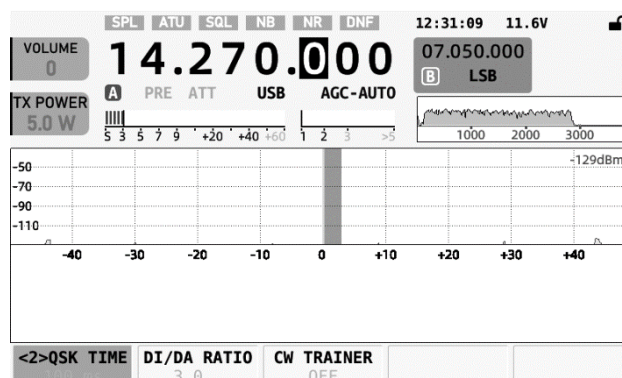 SPL ATU SQL NB NR DNF 12:31:09 11.6V
VOLUME
0
14.270.000
07.050.000
B LSB
A PRE ATT USB AGC-AUTO
TX POWER
5.0 W
S 3 5 7 9 +20 +40 +60 1 2 3 >5
1000 2000 3000
-129dBm
-50
-70
-90
-110
-40 -30 -20 -10 0 +10 +20 +30 +40
<2>QSK TIME DI/DA RATIO CW TRAINER
100 ms 3.0 OFF